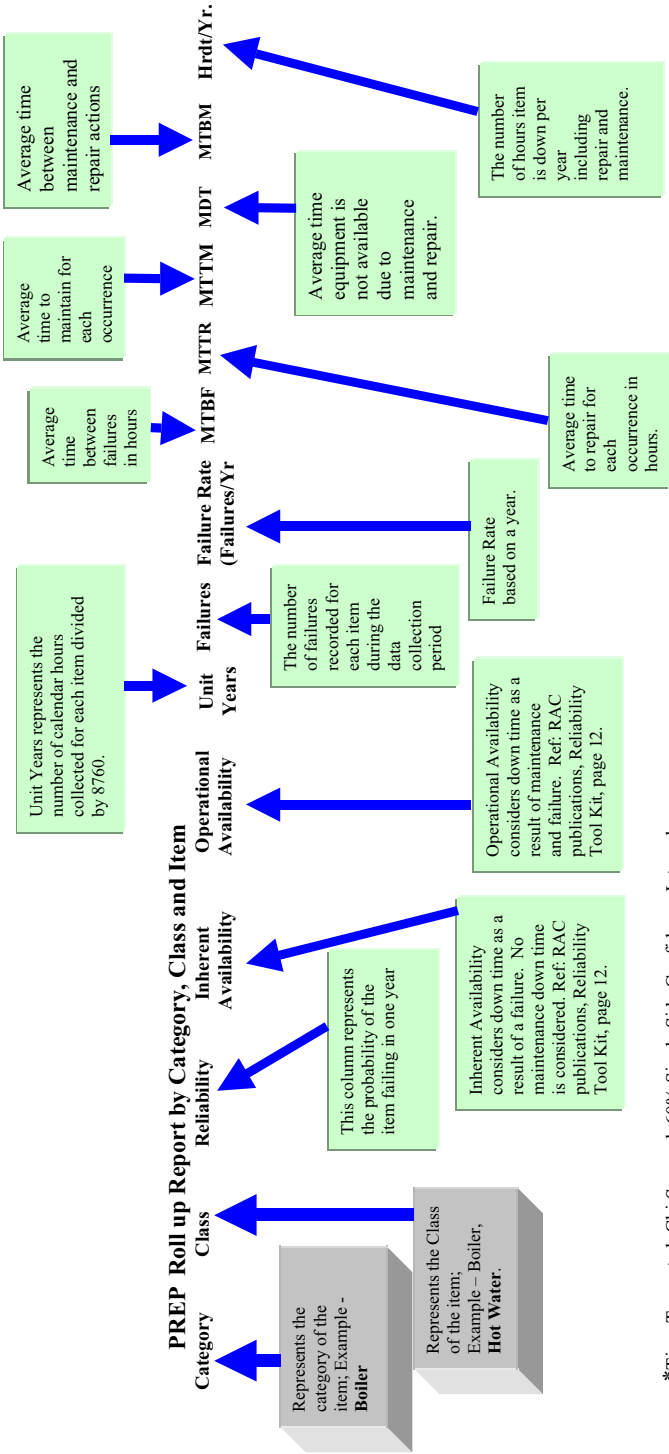 Unit Years represents the
number of calendar hours
collected for each item divided
by 8760.
Average
time
between
failures
in hours
Average
time to
maintain for
each
occurrence
Average time
between
maintenance and
repair actions
PREP Roll up Report by Category, Class and Item
Category
Class
Reliability
Inherent
Availability
Operational
Availability
Unit
Years
Failures
Failure Rate
(Failures/Yr
MTBF
MTTR
MTTM
MDT
MTBM
Hrdt/Yr.
Represents the
category of the
item; Example -
Boiler
Represents the Class
of the item;
Example – Boiler,
Hot Water.
This column represents
the probability of the
item failing in one year
Inherent Availability
considers down time as a
result of a failure. No
maintenance down time
is considered. Ref: RAC
publications, Reliability
Tool Kit, page 12.
Operational Availability
considers down time as a
result of maintenance
and failure. Ref: RAC
publications, Reliability
Tool Kit, page 12.
The number
of failures
recorded for
each item
during the
data
collection
period
Failure Rate
based on a year.
Average time
to repair for
each
occurrence in
hours.
Average time
equipment is
not available
due to
maintenance
and repair.
The number
of hours item
is down per
year
including
repair and
maintenance.